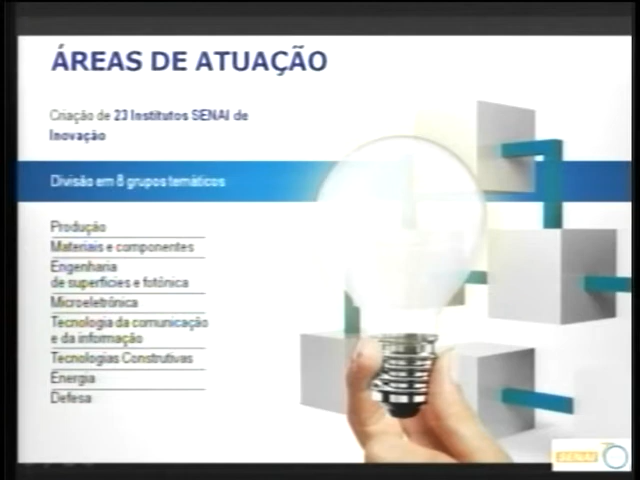 ÁREAS DE ATUAÇÃO
Criação de 23 Institutos SENAI de
Inovação
Divisão em 8 grupos temáticos
Produção
Materiais e componentes
Engenharia
de superfícies e fotônica
Microeletrônica
Tecnologia da comunicação
e da informação
Tecnologias Construtivas
Energia
Defesa
SENAI